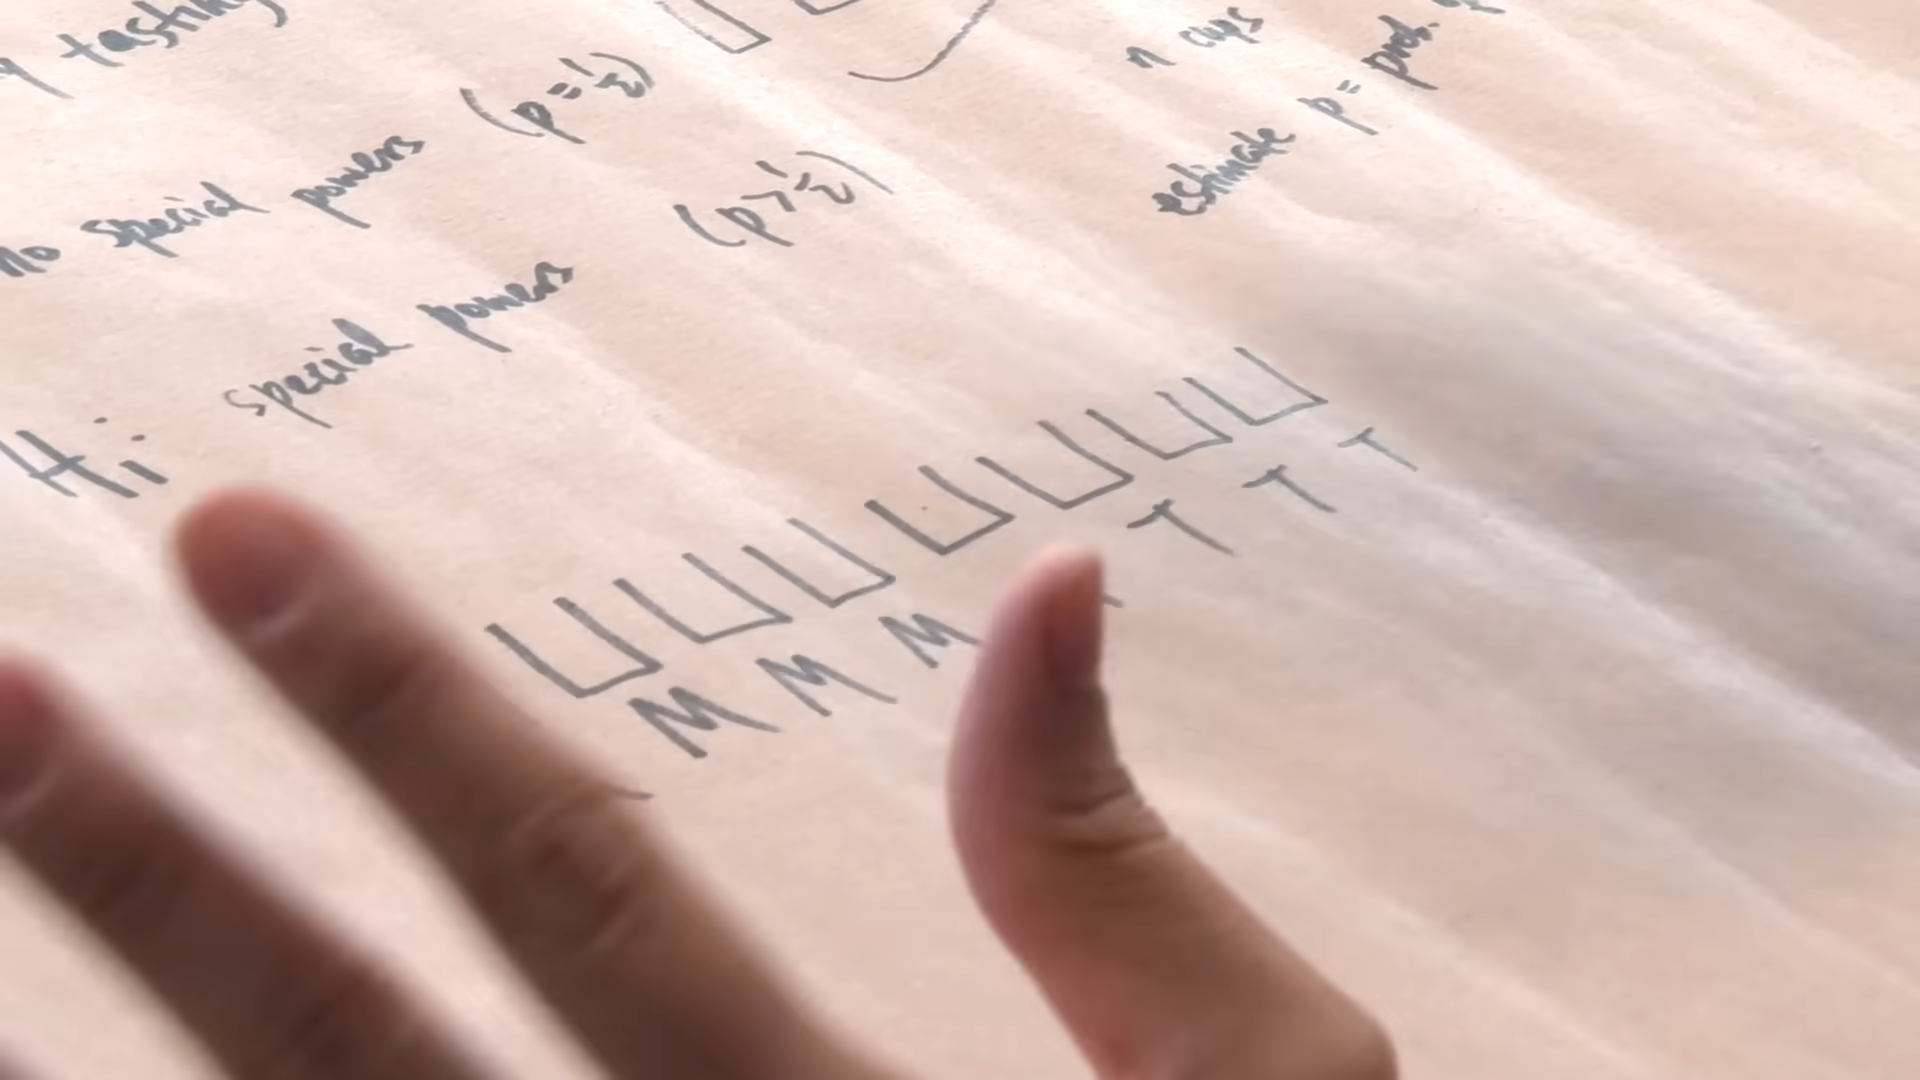 tasting
n cups
no special powers (p=½)
estimate p= prob.
Hi: special powers (p>½)
M M M T T T